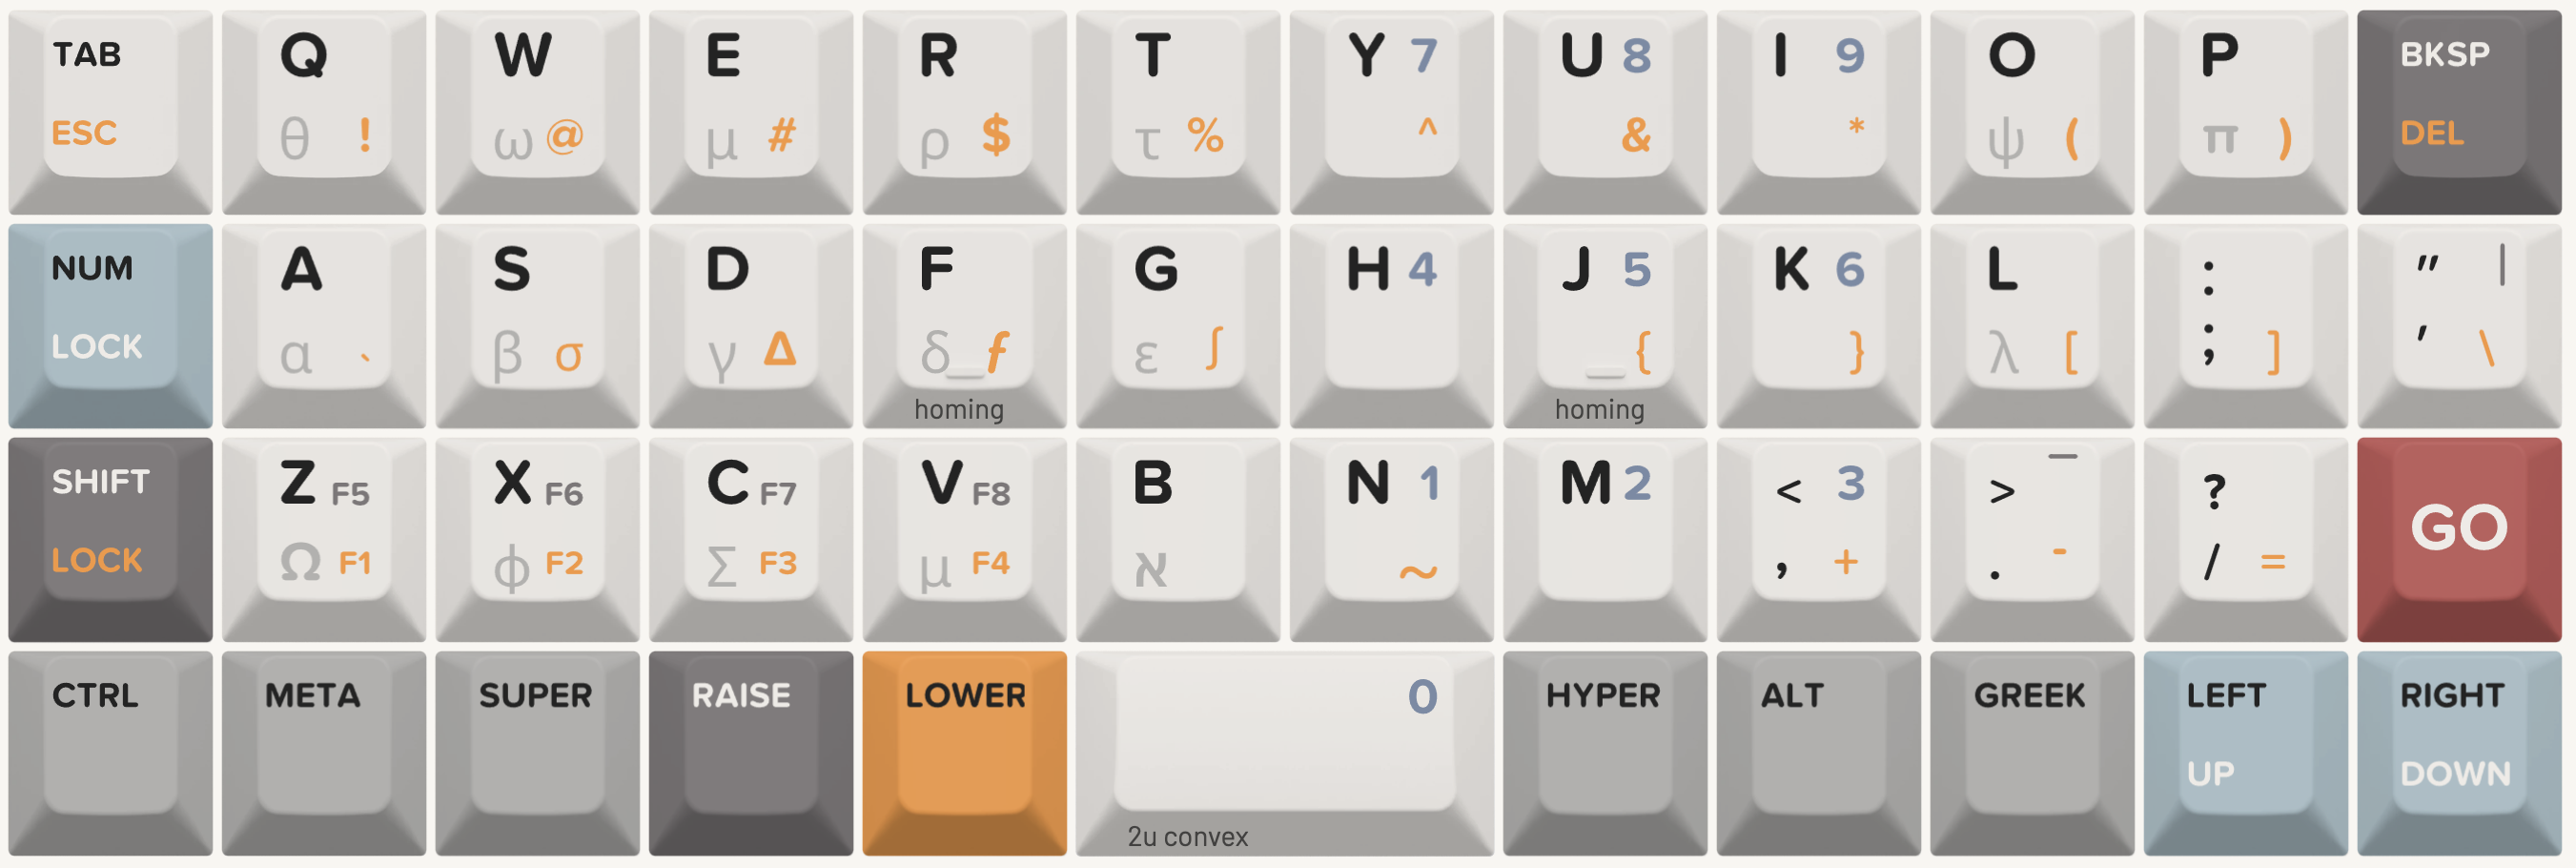 TAB Q W E R T Y 7 U 8 I 9 O P BKSP
ESC θ ! ω @ μ # ρ $ τ % ^ & * ψ ( π ) DEL
NUM A S D F G H 4 J 5 K 6 L : " |
LOCK α ` β σ γ Δ δ ƒ ε ∫ { } λ [ ; ] ' \
homing homing
SHIFT Z F5 X F6 C F7 V F8 B N 1 M 2 < 3 > _ ? GO
LOCK Ω F1 ϕ F2 Σ F3 μ F4 א ~ , + . - / =
CTRL META SUPER RAISE LOWER 0 HYPER ALT GREEK LEFT RIGHT
UP DOWN
2u convex